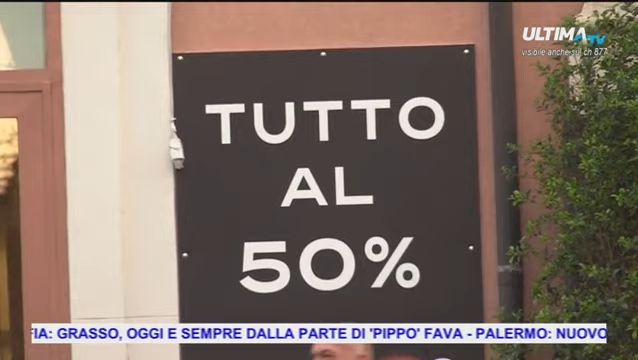 ULTIMA TV
visibile anche su ch 877
TUTTO
AL
50%
FIA: GRASSO, OGGI E SEMPRE DALLA PARTE DI 'PIPPO' FAVA - PALERMO: NUOVO